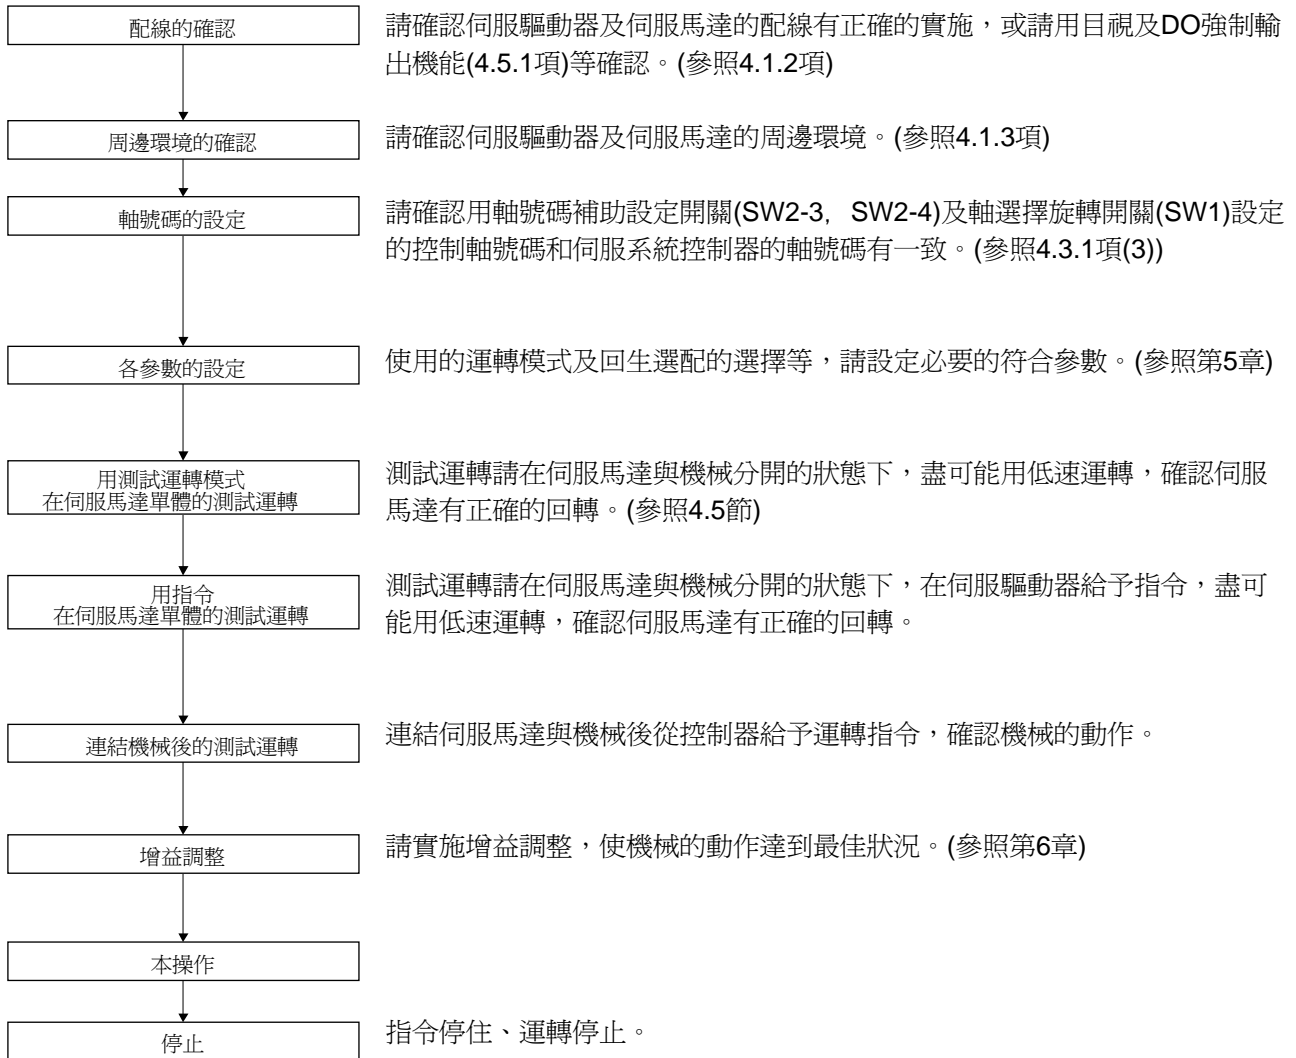 配線的確認
請確認伺服驅動器及伺服馬達的配線有正確的實施，或請用目視及DO強制輸
出機能(4.5.1項)等確認。(參照4.1.2項)
周邊環境的確認
請確認伺服驅動器及伺服馬達的周邊環境。(參照4.1.3項)
軸號碼的設定
請確認用軸號碼補助設定開關(SW2-3, SW2-4)及軸選擇旋轉開關(SW1)設定
的控制軸號碼和伺服系統控制器的軸號碼有一致。(參照4.3.1項(3))
各參數的設定
使用的運轉模式及回生選配的選擇等，請設定必要的符合參數。(參照第5章)
用測試運轉模式
在伺服馬達單體的測試運轉
測試運轉請在伺服馬達與機械分開的狀態下，盡可能用低速運轉，確認伺服
馬達有正確的回轉。(參照4.5節)
用指令
在伺服馬達單體的測試運轉
測試運轉請在伺服馬達與機械分開的狀態下，在伺服驅動器給予指令，盡可
能用低速運轉，確認伺服馬達有正確的回轉。
連結機械後的測試運轉
連結伺服馬達與機械後從控制器給予運轉指令，確認機械的動作。
增益調整
請實施增益調整，使機械的動作達到最佳狀況。(參照第6章)
本操作
停止
指令停住、運轉停止。